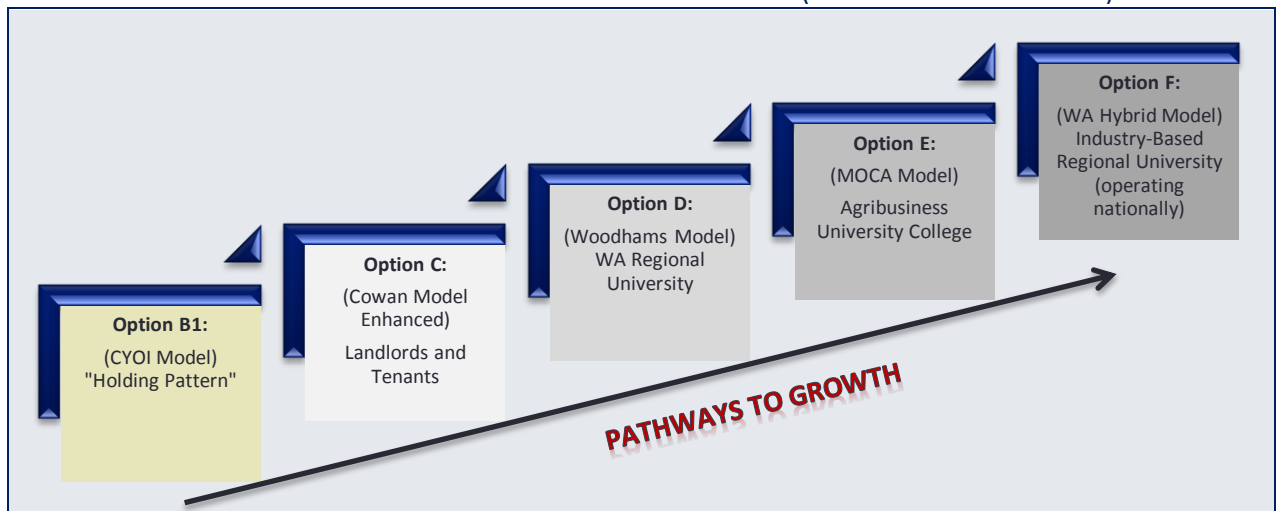 Option B1:
(CYOI Model)
"Holding Pattern"
Option C:
(Cowan Model
Enhanced)
Landlords and
Tenants
Option D:
(Woodhams Model)
WA Regional
University
Option E:
(MOCA Model)
Agribusiness
University College
Option F:
(WA Hybrid Model)
Industry-Based
Regional University
(operating
nationally)
PATHWAYS TO GROWTH